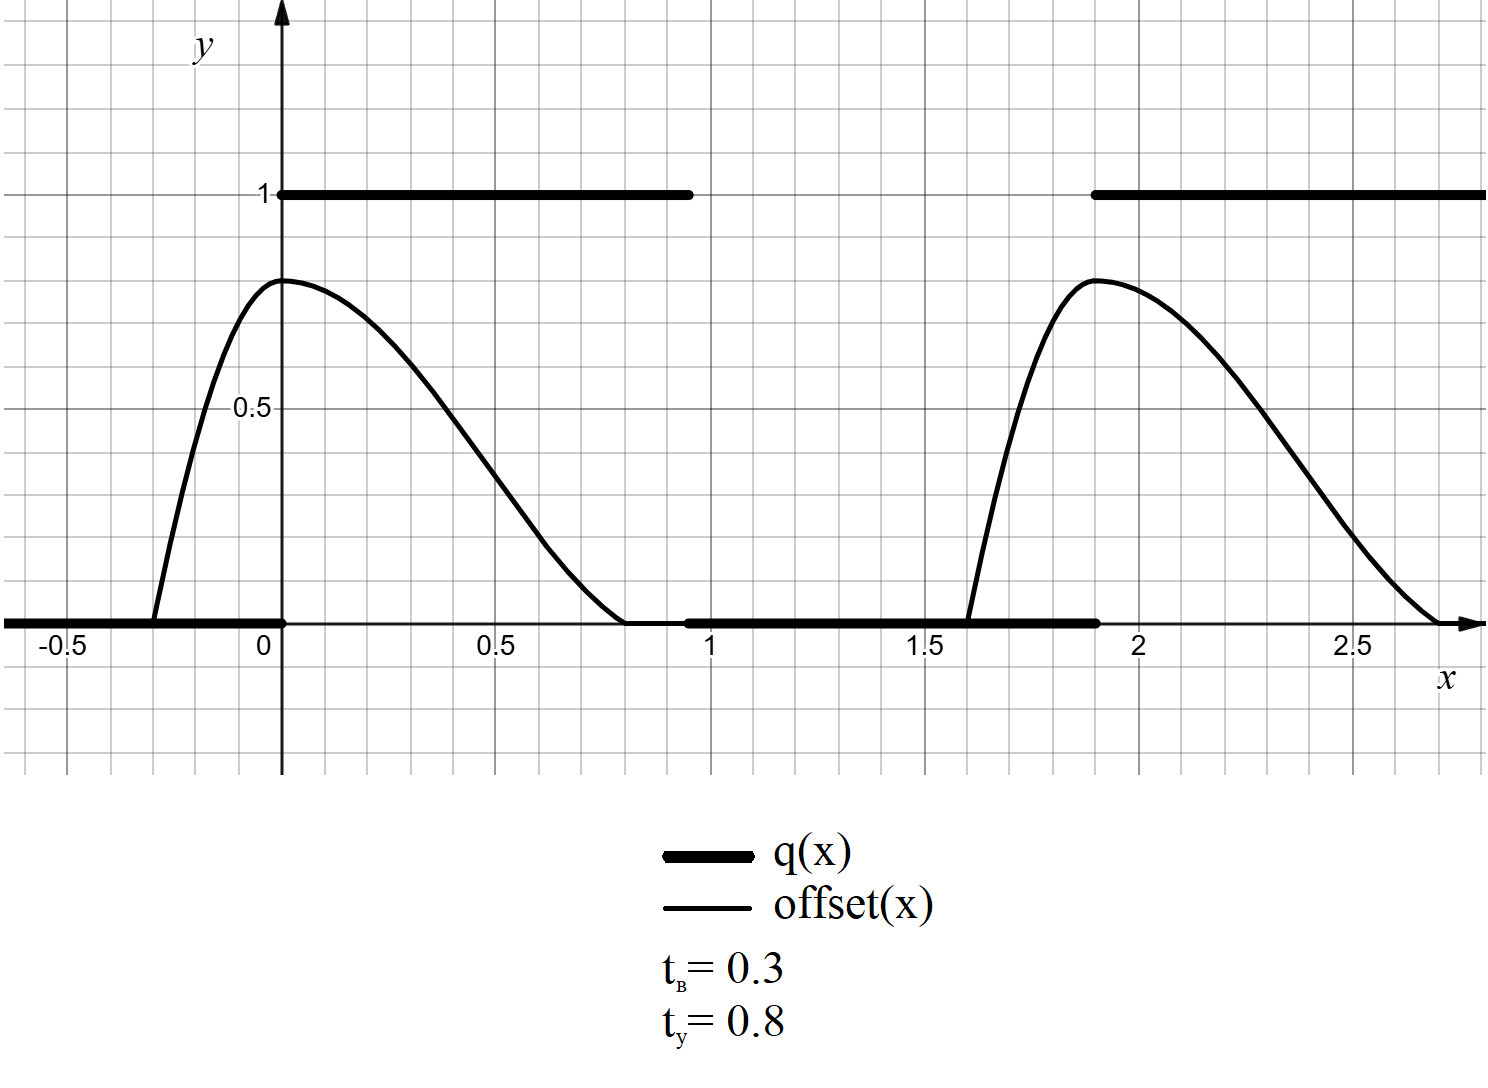 y
1
0.5
-0.5 0 0.5 1 1.5 2 2.5
x
q(x)
offset(x)
tв= 0.3
tу= 0.8